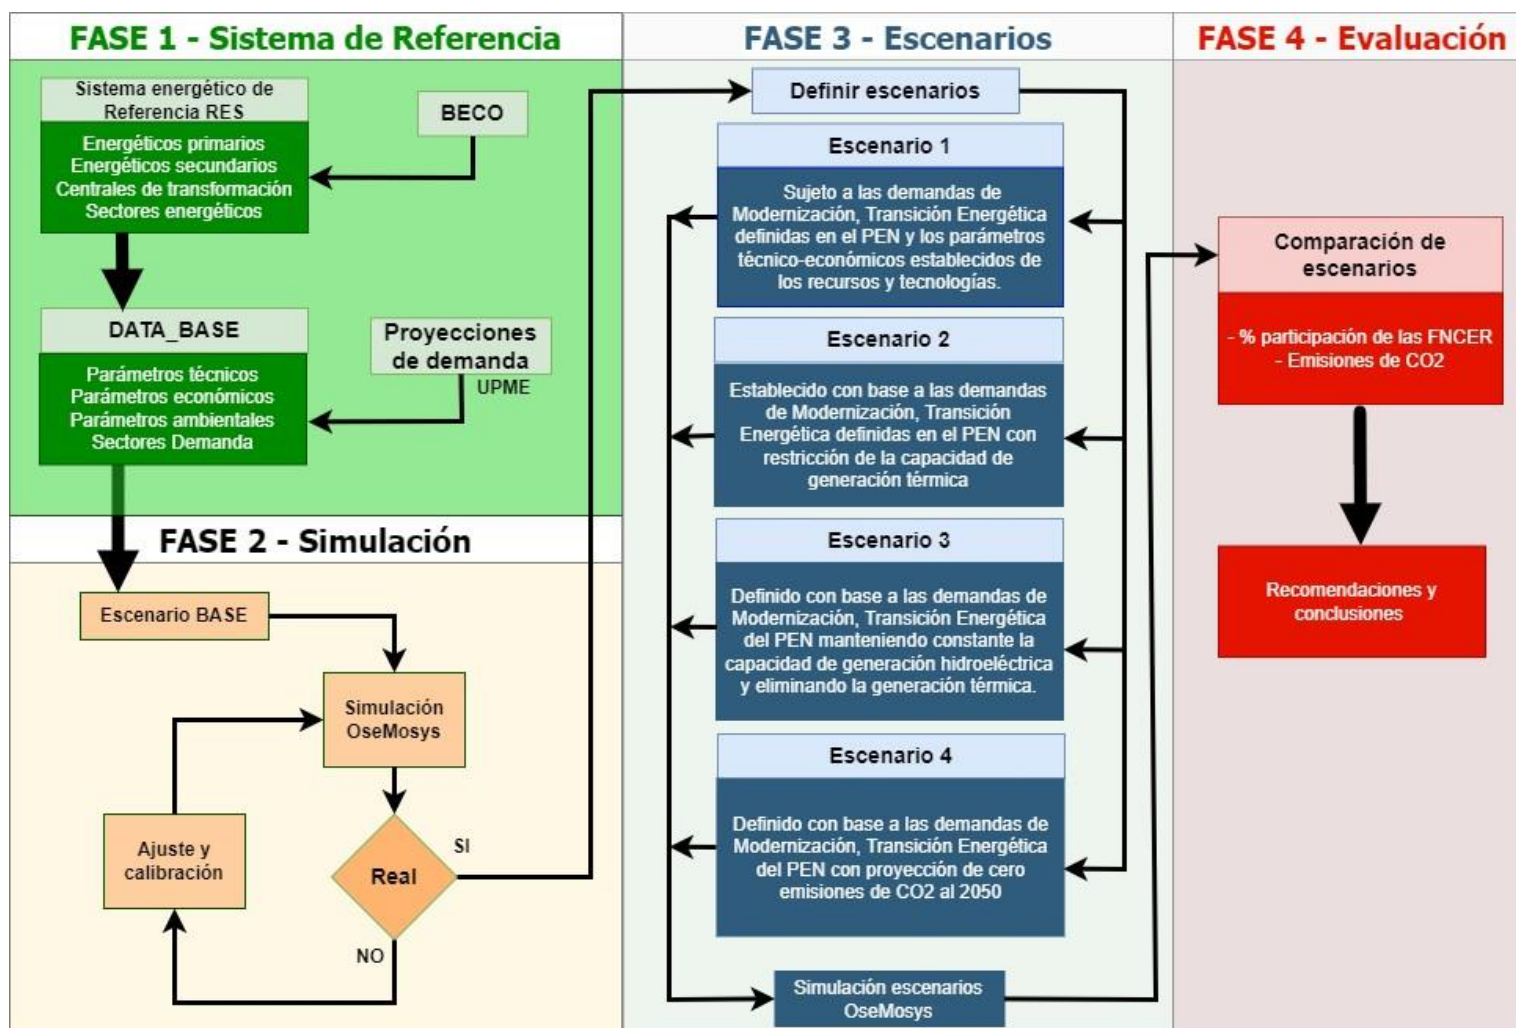 FASE 1 - Sistema de Referencia
Sistema energético de
Referencia RES
Energéticos primarios
Energéticos secundarios
Centrales de transformación
Sectores energéticos
BECO
DATA_BASE
Parámetros técnicos
Parámetros económicos
Parámetros ambientales
Sectores Demanda
Proyecciones
de demanda
UPME
FASE 2 - Simulación
Escenario BASE
Simulación
OseMosys
Ajuste y
calibración
Real
SI
NO
FASE 3 - Escenarios
Definir escenarios
Escenario 1
Sujeto a las demandas de
Modernización, Transición Energética
definidas en el PEN y los parámetros
técnico-económicos establecidos de
los recursos y tecnologías.
Escenario 2
Establecido con base a las demandas
de Modernización, Transición
Energética definidas en el PEN con
restricción de la capacidad de
generación térmica
Escenario 3
Definido con base a las demandas de
Modernización, Transición Energética
del PEN manteniendo constante la
capacidad de generación hidroeléctrica
y eliminando la generación térmica.
Escenario 4
Definido con base a las demandas de
Modernización, Transición Energética
del PEN con proyección de cero
emisiones de CO2 al 2050
Simulación escenarios
OseMosys
FASE 4 - Evaluación
Comparación de
escenarios
- % participación de las FNCER
- Emisiones de CO2
Recomendaciones y
conclusiones